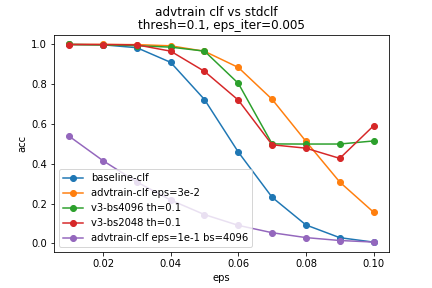 advtrain clf vs stdclf
thresh=0.1, eps_iter=0.005
1.0
0.8
0.6
0.4
0.2
0.0
acc
baseline-clf
advtrain-clf eps=3e-2
v3-bs4096 th=0.1
v3-bs2048 th=0.1
advtrain-clf eps=1e-1 bs=4096
0.02 0.04 0.06 0.08 0.10
eps